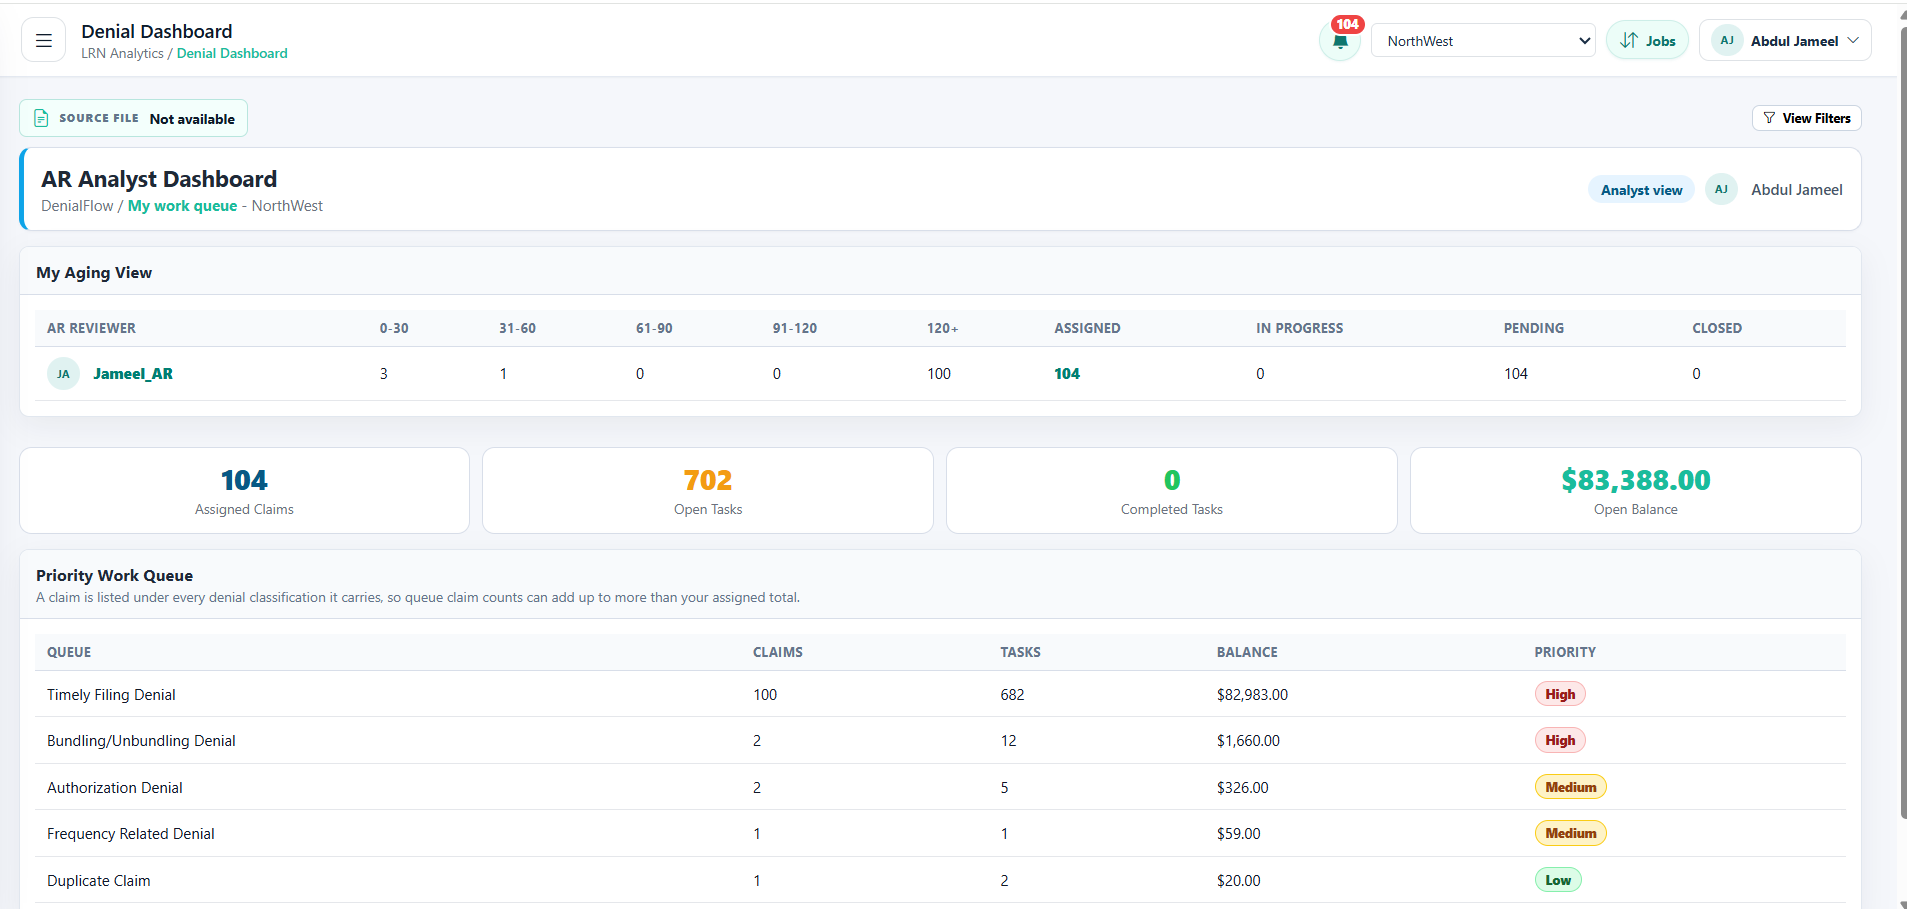 Denial Dashboard
LRN Analytics / Denial Dashboard
104
NorthWest
Jobs
AJ
Abdul Jameel
SOURCE FILE Not available
View Filters
AR Analyst Dashboard
DenialFlow / My work queue - NorthWest
Analyst view
AJ
Abdul Jameel
My Aging View
AR REVIEWER 0-30 31-60 61-90 91-120 120+ ASSIGNED IN PROGRESS PENDING CLOSED
JA Jameel_AR 3 1 0 0 100 104 0 104 0
104
Assigned Claims
702
Open Tasks
0
Completed Tasks
$83,388.00
Open Balance
Priority Work Queue
A claim is listed under every denial classification it carries, so queue claim counts can add up to more than your assigned total.
QUEUE CLAIMS TASKS BALANCE PRIORITY
Timely Filing Denial 100 682 $82,983.00 High
Bundling/Unbundling Denial 2 12 $1,660.00 High
Authorization Denial 2 5 $326.00 Medium
Frequency Related Denial 1 1 $59.00 Medium
Duplicate Claim 1 2 $20.00 Low